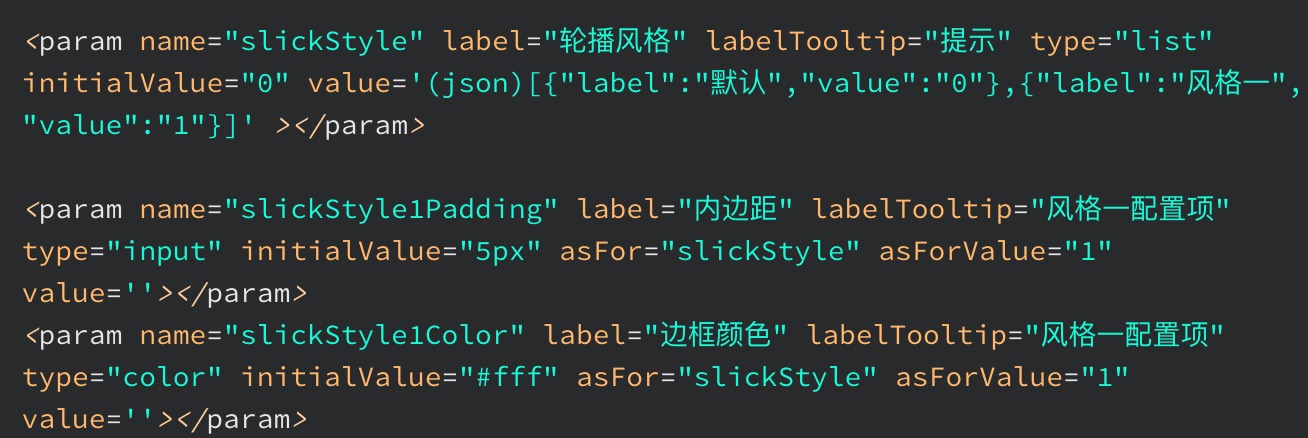 <param name="slickStyle" label="轮播风格" labelTooltip="提示" type="list"
initialValue="0" value='(json)[{"label":"默认","value":"0"},{"label":"风格一",
"value":"1"}]' ></param>
<param name="slickStyle1Padding" label="内边距" labelTooltip="风格一配置项"
type="input" initialValue="5px" asFor="slickStyle" asForValue="1"
value=''></param>
<param name="slickStyle1Color" label="边框颜色" labelTooltip="风格一配置项"
type="color" initialValue="#fff" asFor="slickStyle" asForValue="1"
value=''></param>